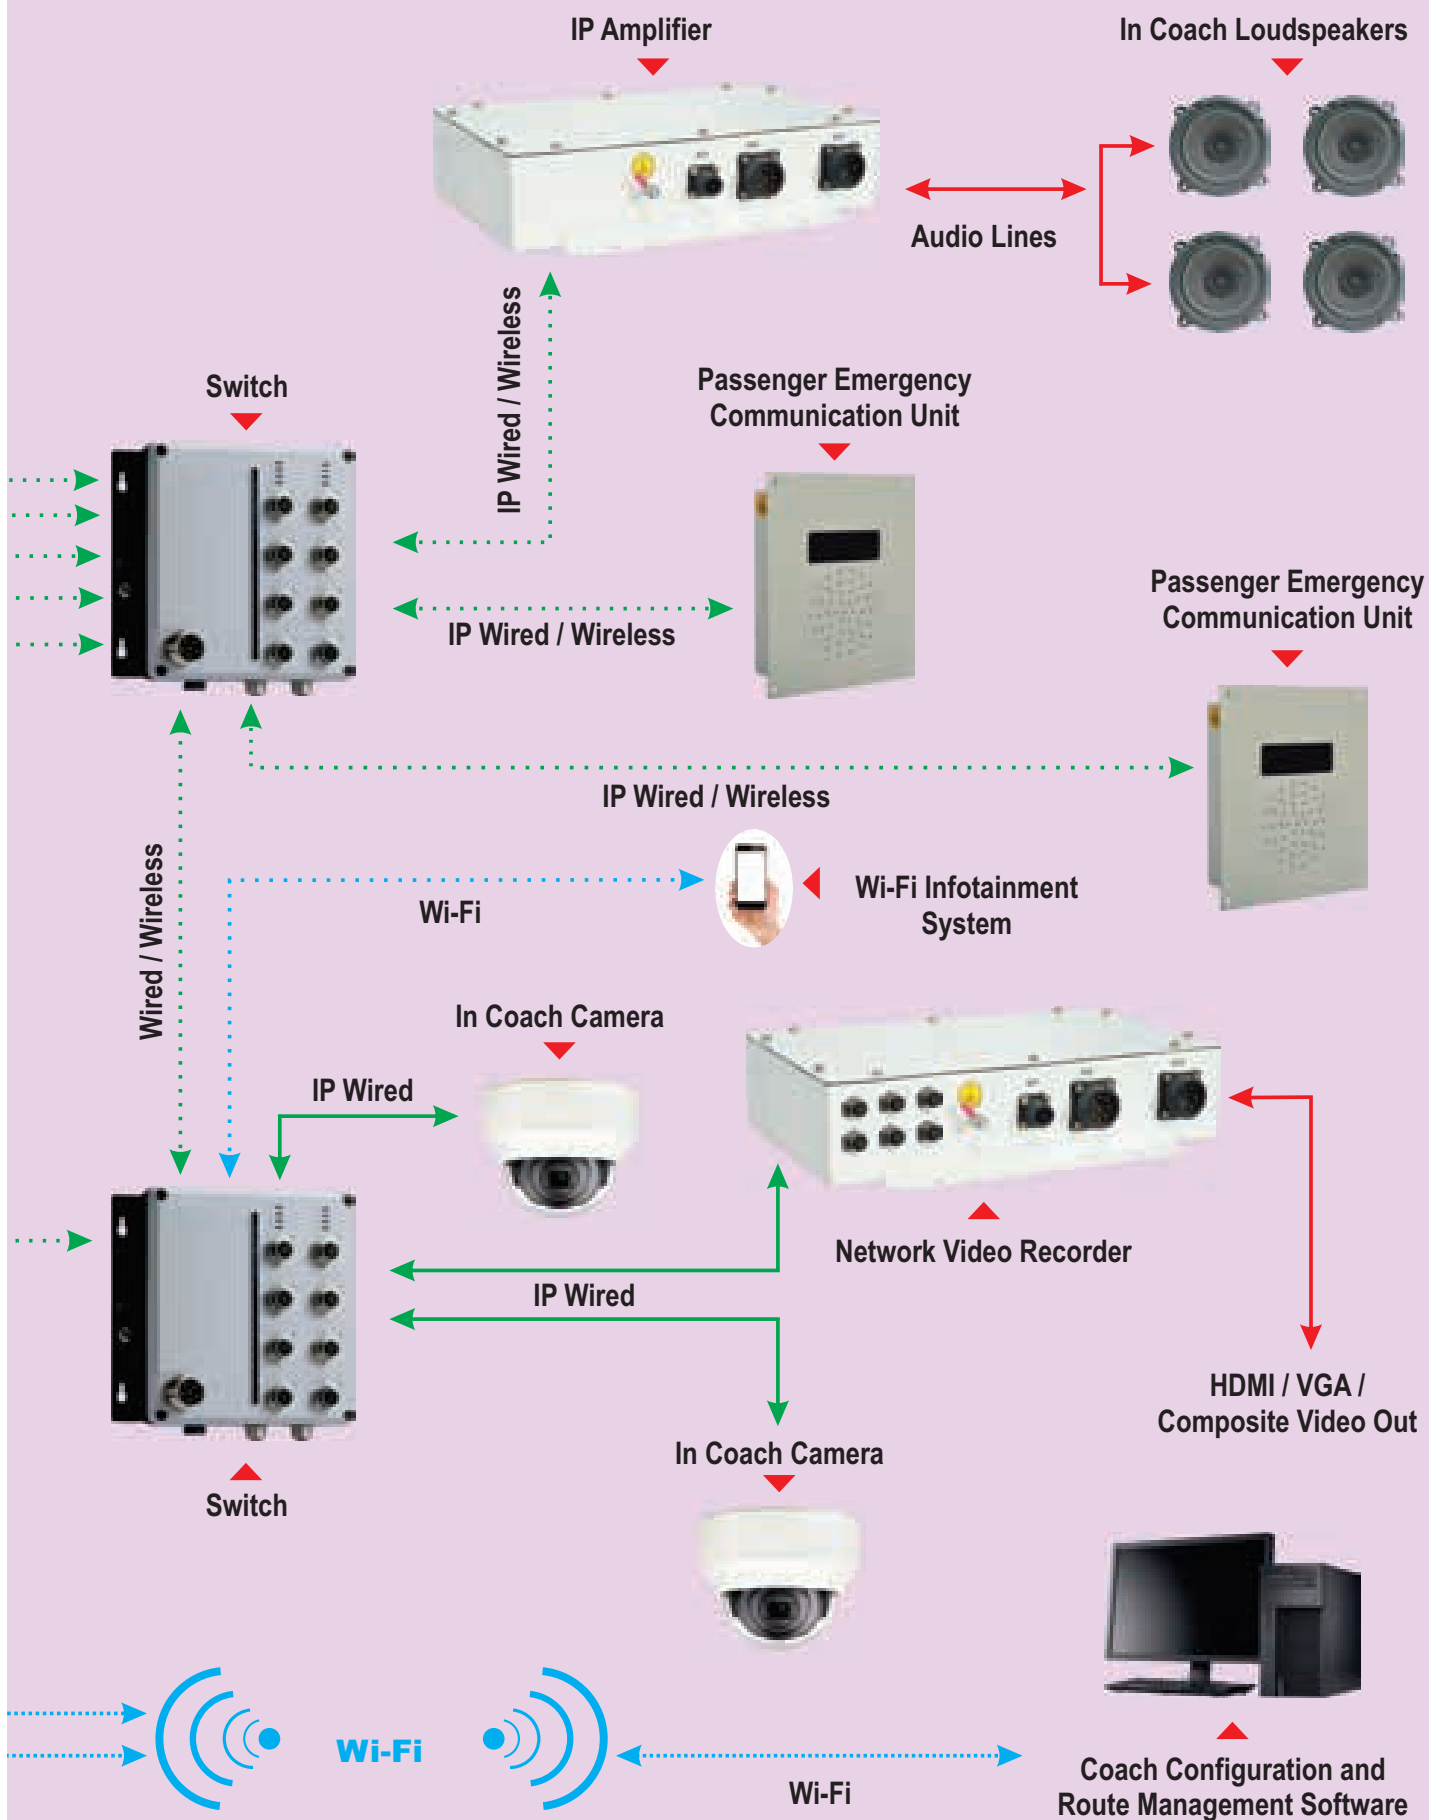 IP Amplifier
In Coach Loudspeakers
Audio Lines
IP Wired / Wireless
Switch
Passenger Emergency
Communication Unit
IP Wired / Wireless
Passenger Emergency
Communication Unit
IP Wired / Wireless
Wired / Wireless
Wi-Fi
Wi-Fi Infotainment
System
In Coach Camera
IP Wired
Network Video Recorder
IP Wired
HDMI / VGA /
Composite Video Out
In Coach Camera
Switch
Wi-Fi
Wi-Fi
Coach Configuration and
Route Management Software